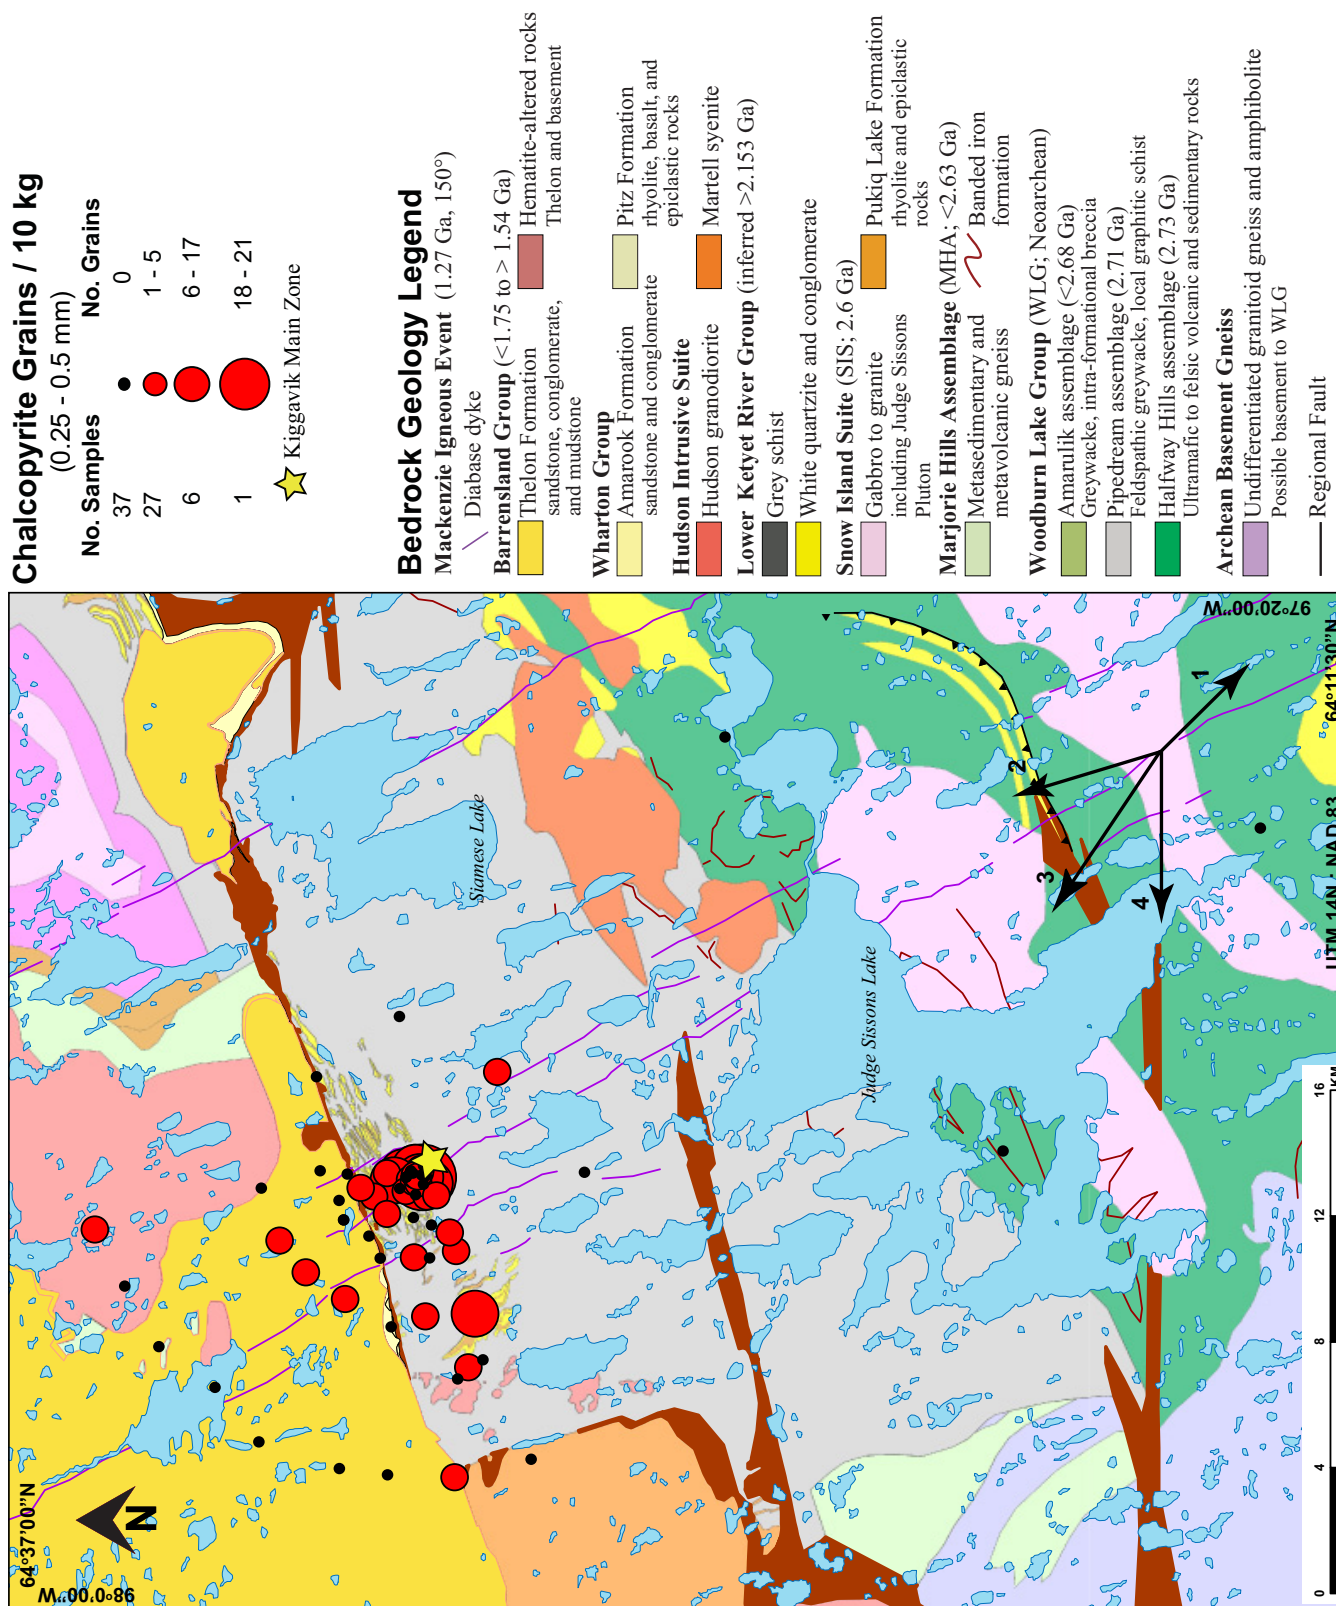 Chalcopyrite Grains / 10 kg
(0.25 - 0.5 mm)
No. Samples
No. Grains
37
0
27
1 - 5
6
6 - 17
1
18 - 21
Kiggavik Main Zone
Bedrock Geology Legend
Mackenzie Igneous Event (1.27 Ga, 150°)
Diabase dyke
Barrensland Group (<1.75 to > 1.54 Ga)
Thelon Formation
sandstone, conglomerate,
and mudstone
Hematite-altered rocks
Thelon and basement
Wharton Group
Amarook Formation
sandstone and conglomerate
Pitz Formation
rhyolite, basalt, and
epiclastic rocks
Hudson Intrusive Suite
Hudson granodiorite
Martell syenite
Lower Ketyet River Group (inferred >2.153 Ga)
Grey schist
White quartzite and conglomerate
Snow Island Suite (SIS; 2.6 Ga)
Gabbro to granite
including Judge Sissons
Pluton
Pukiq Lake Formation
rhyolite and epiclastic
rocks
Marjorie Hills Assemblage (MHA; <2.63 Ga)
Metasedimentary and
metavolcanic gneiss
Banded iron
formation
Woodburn Lake Group (WLG; Neoarchean)
Amarulik assemblage (<2.68 Ga)
Greywacke, intra-formational breccia
Pipedream assemblage (2.71 Ga)
Feldspathic greywacke, local graphitic schist
Halfway Hills assemblage (2.73 Ga)
Ultramafic to felsic volcanic and sedimentary rocks
Archean Basement Gneiss
Undifferentiated granitoid gneiss and amphibolite
Possible basement to WLG
Regional Fault
64°37'00"N
98°0'00"W
N
Siamese Lake
Judge Sissons Lake
1
2
3
4
97°20'00"W
64°11'30"N
UTM 14N : NAD 83
KM
0
4
8
12
16